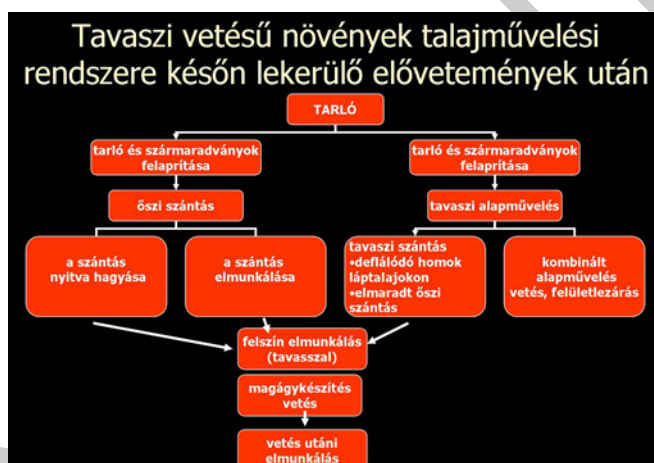 Tavaszi vetésű növények talajművelési
rendszere későn lekerülő elővetemények után
TARLÓ
tarló és szármaradványok
felaprítása
tarló és szármaradványok
felaprítása
őszi szántás
tavaszi alapművelés
a szántás
nyitva hagyása
a szántás
elmunkálása
tavaszi szántás
•deflálódó homok
láptalajokon
•elmaradt őszi
szántás
kombinált
alapművelés
vetés, felületlezárás
felszín elmunkálás
(tavasszal)
magágykészítés
vetés
vetés utáni
elmunkálás